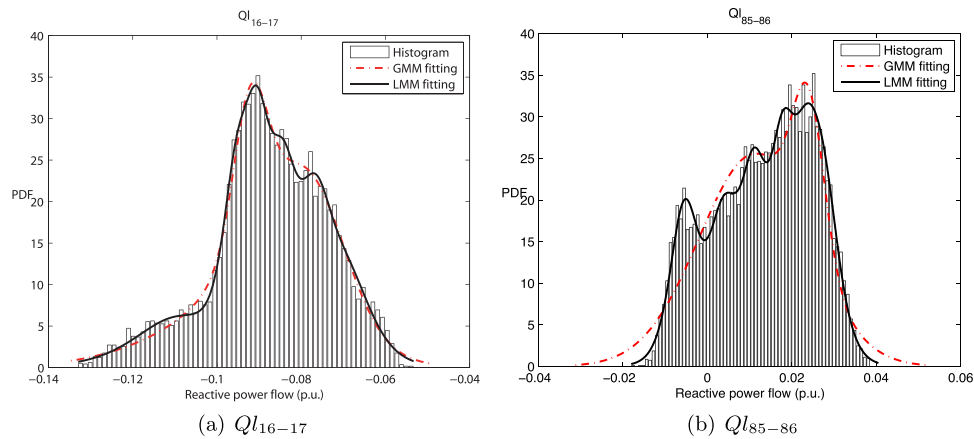 Ql16−17
40
35
30
25
PDF
20
15
10
5
0
Histogram
GMM fitting
LMM fitting
−0.14 −0.12 −0.1 −0.08 −0.06 −0.04
Reactive power flow (p.u.)
(a) Ql16−17
Ql85−86
40
35
30
25
PDF
20
15
10
5
0
Histogram
GMM fitting
LMM fitting
−0.04 −0.02 0 0.02 0.04 0.06
Reactive power flow (p.u.)
(b) Ql85−86